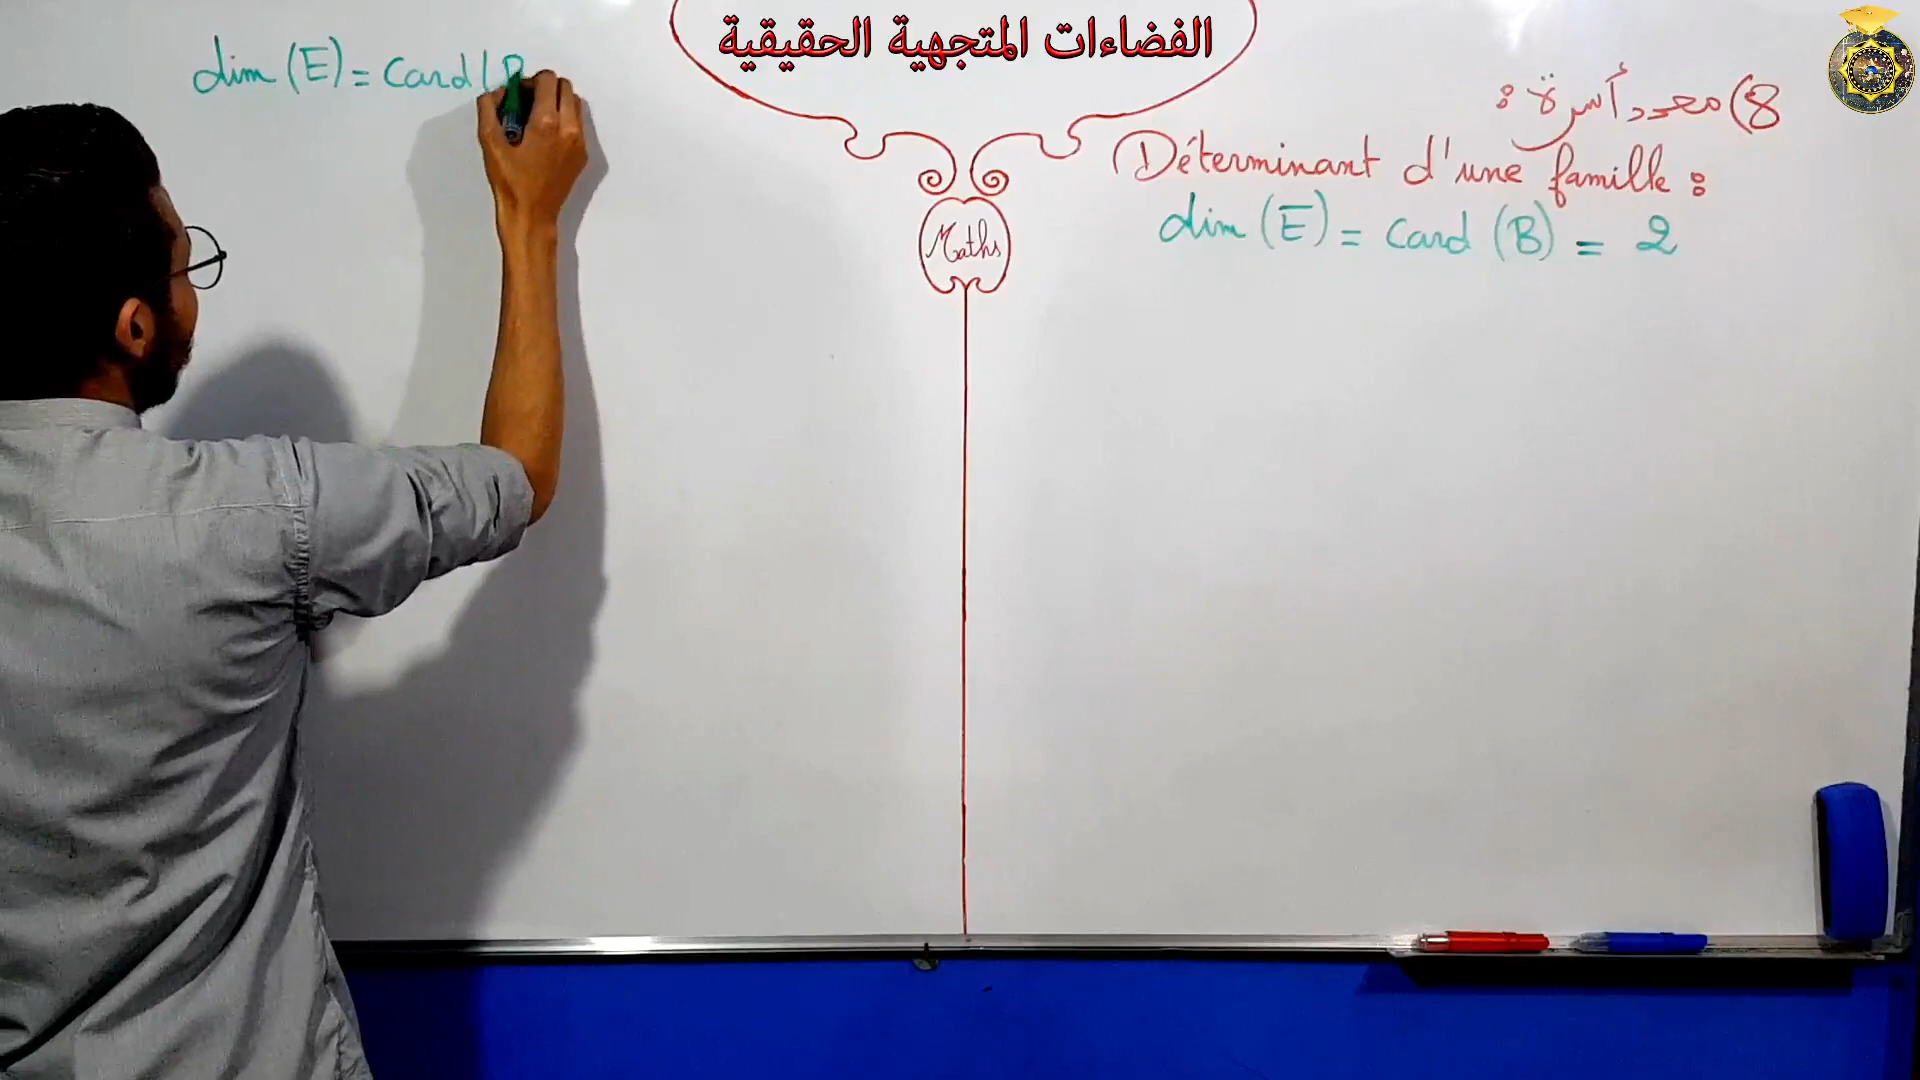 الفضاءات المتجهية الحقيقية
Maths
8) محدد أسرة :
Déterminant d'une famille :
dim (E) = Card (B) = 2
dim (E) = Card (B